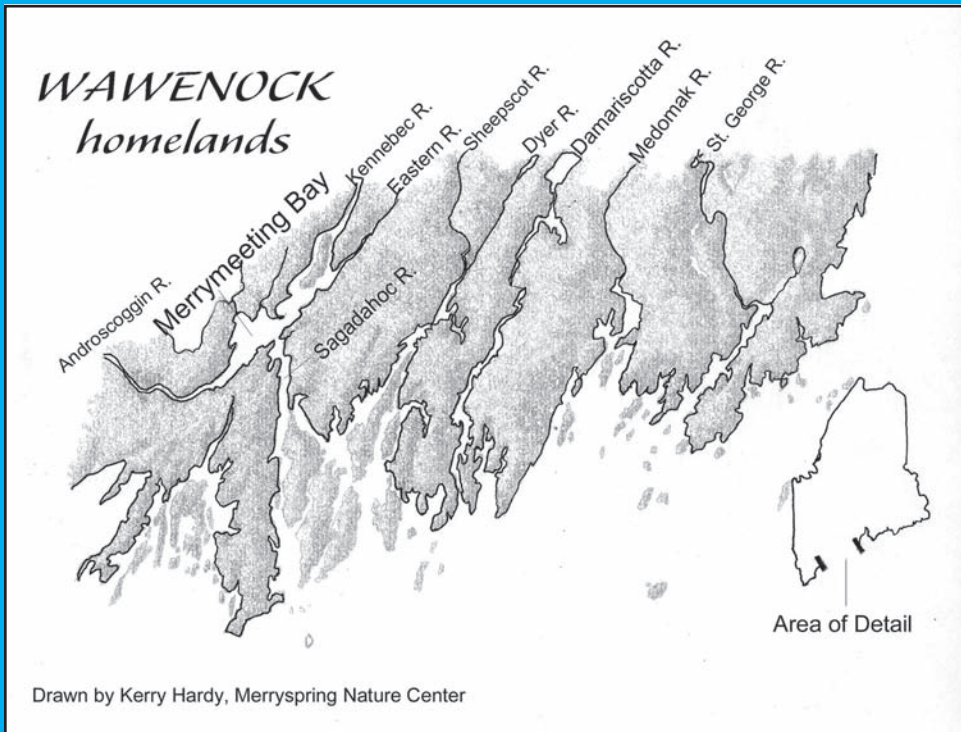 WAWENOCK
homelands
Androscoggin R.
Merrymeeting Bay
Kennebec R.
Eastern R.
Sagadahoc R.
Sheepscot R.
Dyer R.
Damariscotta R.
Medomak R.
St. George R.
Area of Detail
Drawn by Kerry Hardy, Merryspring Nature Center